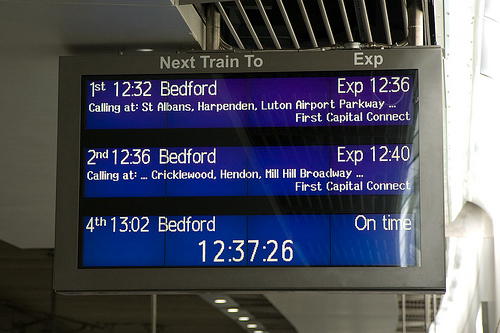 Next Train To Exp
1st 12:32 Bedford Exp 12:36
Calling at: St Albans, Harpenden, Luton Airport Parkway ...
First Capital Connect
2nd 12:36 Bedford Exp 12:40
Calling at: ... Cricklewood, Hendon, Mill Hill Broadway ...
First Capital Connect
4th 13:02 Bedford On time
12:37:26